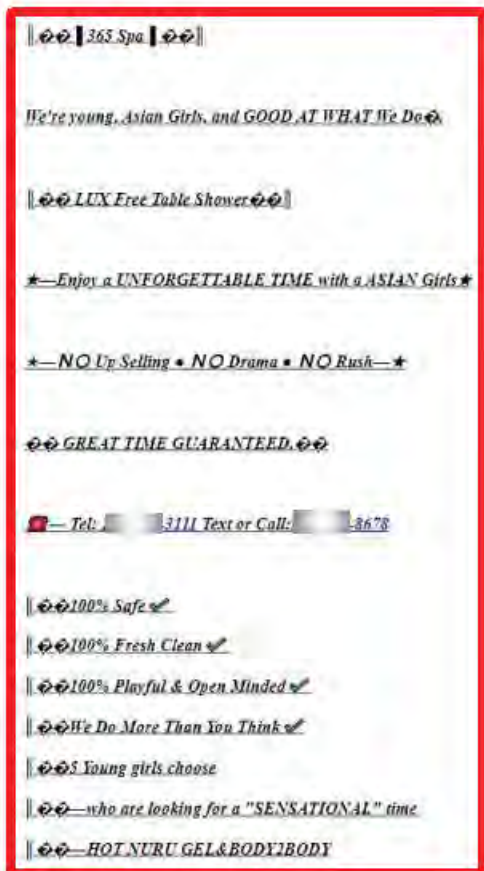 ║��▌365 Spa▐��║
We're young, Asian Girls, and GOOD AT WHAT We Do�.
║�� LUX Free Table Shower��║
★—Enjoy a UNFORGETTABLE TIME with a ASIAN Girls★
★—NO Up Selling • NO Drama • NO Rush—★
�� GREAT TIME GUARANTEED.��
☎— Tel: -3111 Text or Call: -8678
║��100% Safe ✔
║��100% Fresh Clean ✔
║��100% Playful & Open Minded ✔
║��We Do More Than You Think ✔
║��5 Young girls choose
║��—who are looking for a "SENSATIONAL" time
║��—HOT NURU GEL&BODY2BODY